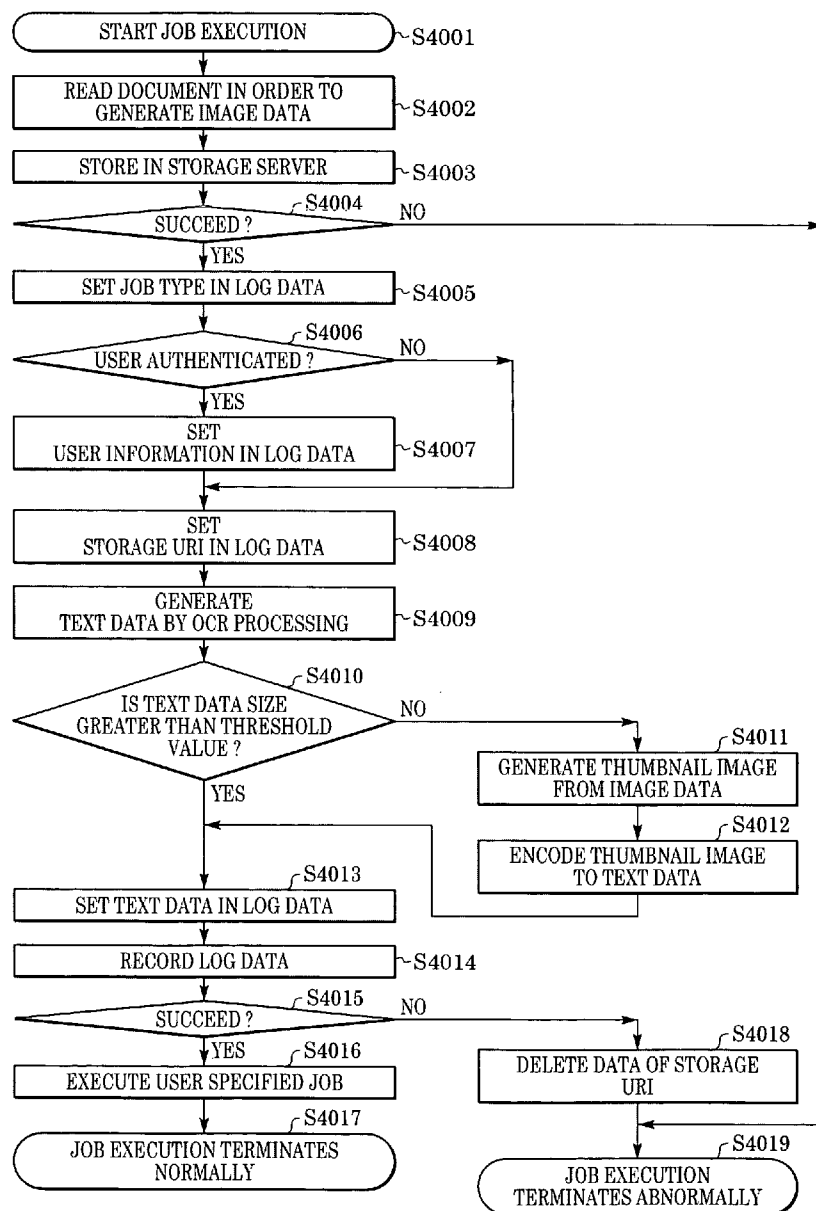 START JOB EXECUTION
S4001
READ DOCUMENT IN ORDER TO
GENERATE IMAGE DATA
S4002
STORE IN STORAGE SERVER
S4003
S4004
SUCCEED ?
NO
YES
SET JOB TYPE IN LOG DATA
S4005
S4006
USER AUTHENTICATED ?
NO
YES
SET
USER INFORMATION IN LOG DATA
S4007
SET
STORAGE URI IN LOG DATA
S4008
GENERATE
TEXT DATA BY OCR PROCESSING
S4009
S4010
IS TEXT DATA SIZE
GREATER THAN THRESHOLD
VALUE ?
NO
YES
S4011
GENERATE THUMBNAIL IMAGE
FROM IMAGE DATA
S4012
ENCODE THUMBNAIL IMAGE
TO TEXT DATA
S4013
SET TEXT DATA IN LOG DATA
RECORD LOG DATA
S4014
S4015
SUCCEED ?
NO
YES
S4016
EXECUTE USER SPECIFIED JOB
S4017
JOB EXECUTION TERMINATES
NORMALLY
S4018
DELETE DATA OF STORAGE
URI
S4019
JOB EXECUTION
TERMINATES ABNORMALLY